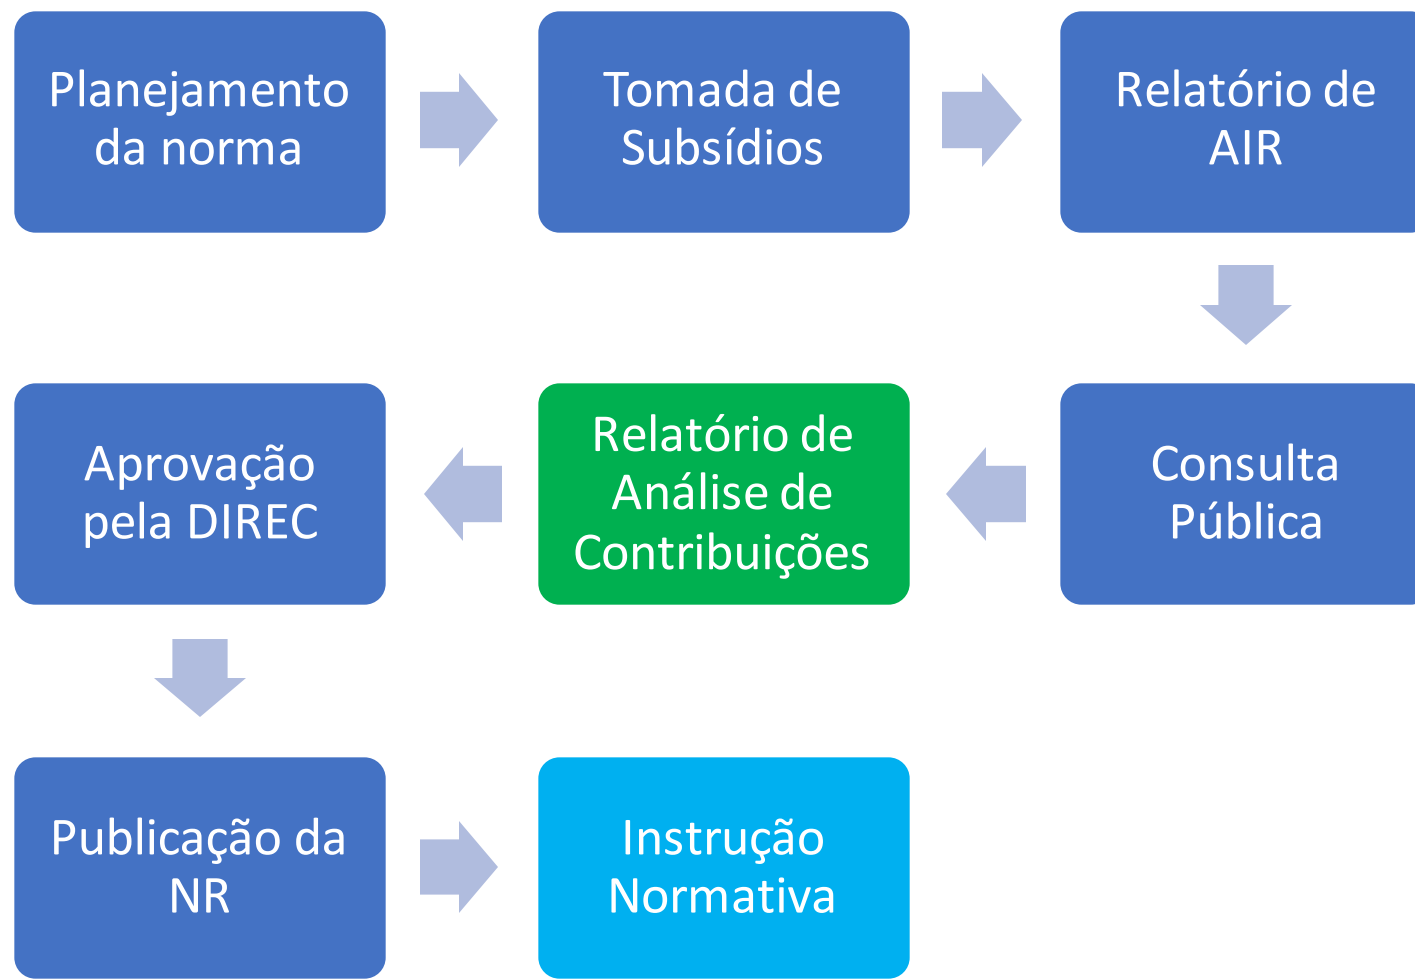 Planejamento
da norma
Tomada de
Subsídios
Relatório de
AIR
Consulta
Pública
Relatório de
Análise de
Contribuições
Aprovação
pela DIREC
Publicação da
NR
Instrução
Normativa